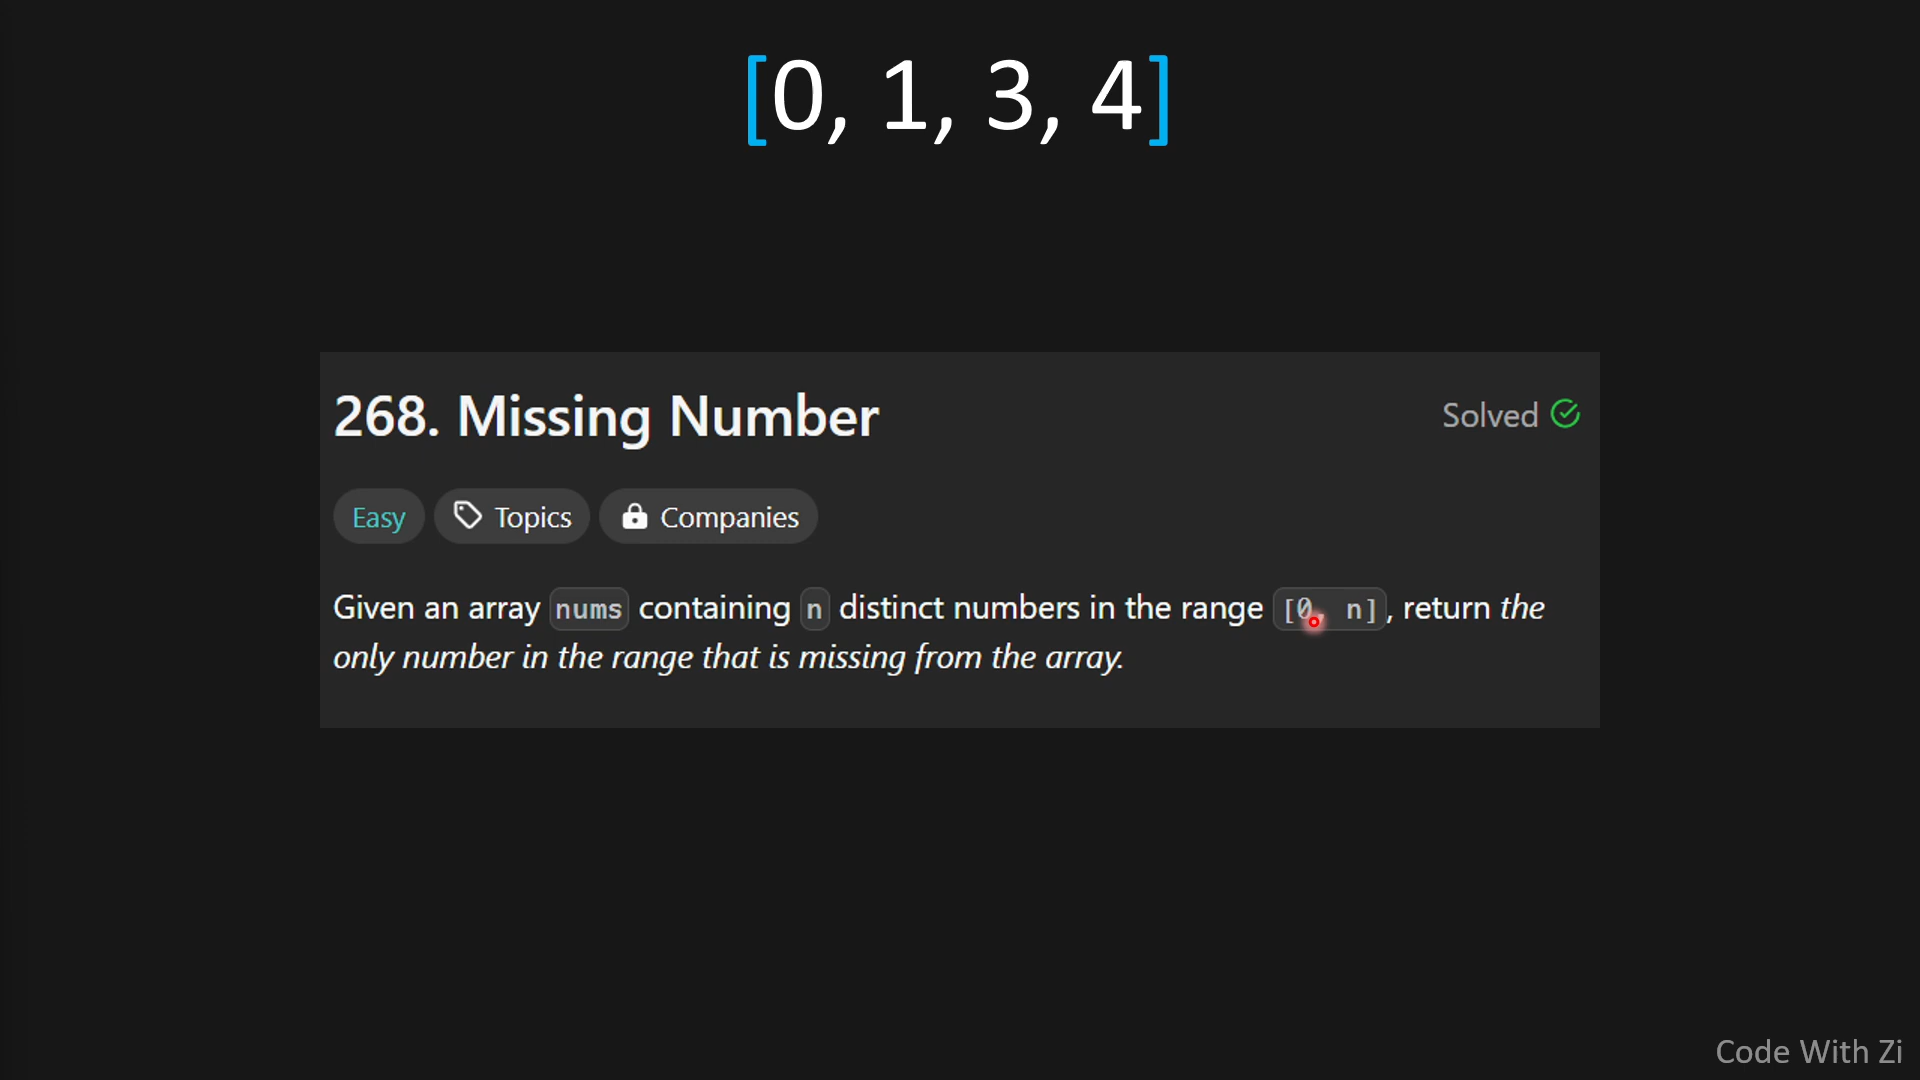 [0, 1, 3, 4]
268. Missing Number
Solved
Easy
Topics
Companies
Given an array nums containing n distinct numbers in the range [0, n], return the
only number in the range that is missing from the array.
Code With Zi